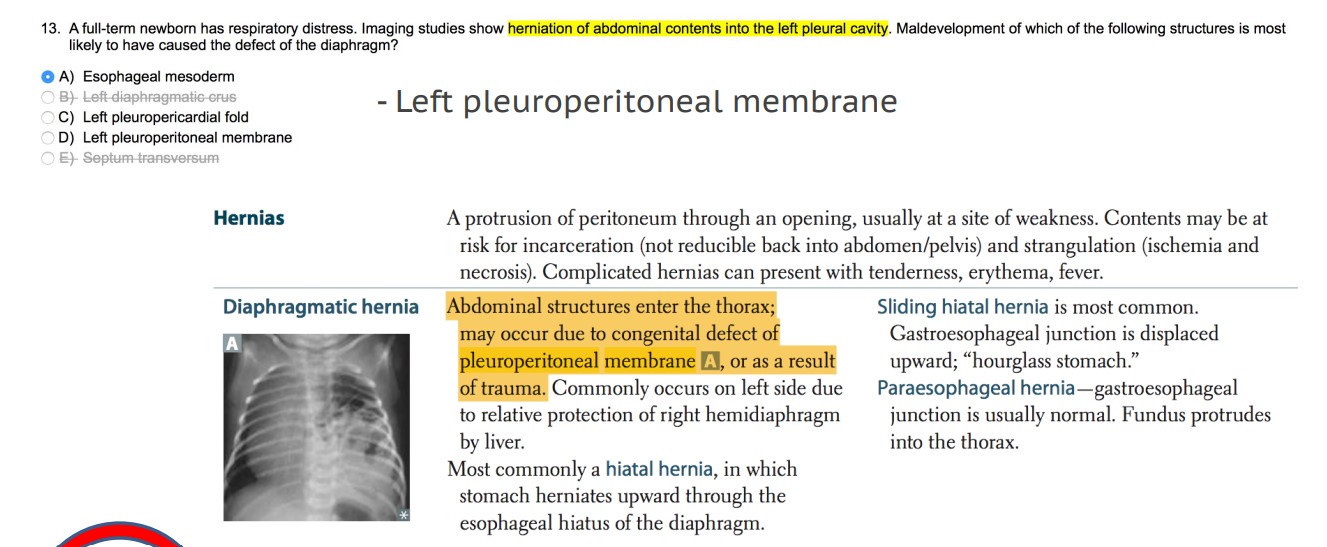 13. A full-term newborn has respiratory distress. Imaging studies show herniation of abdominal contents into the left pleural cavity. Maldevelopment of which of the following structures is most
likely to have caused the defect of the diaphragm?
A) Esophageal mesoderm
B) Left diaphragmatic crus
C) Left pleuropericardial fold
D) Left pleuroperitoneal membrane
E) Septum transversum
- Left pleuroperitoneal membrane
Hernias
A protrusion of peritoneum through an opening, usually at a site of weakness. Contents may be at
risk for incarceration (not reducible back into abdomen/pelvis) and strangulation (ischemia and
necrosis). Complicated hernias can present with tenderness, erythema, fever.
Diaphragmatic hernia
A
Abdominal structures enter the thorax;
may occur due to congenital defect of
pleuroperitoneal membrane A, or as a result
of trauma. Commonly occurs on left side due
to relative protection of right hemidiaphragm
by liver.
Most commonly a hiatal hernia, in which
stomach herniates upward through the
esophageal hiatus of the diaphragm.
Sliding hiatal hernia is most common.
Gastroesophageal junction is displaced
upward; “hourglass stomach.”
Paraesophageal hernia—gastroesophageal
junction is usually normal. Fundus protrudes
into the thorax.